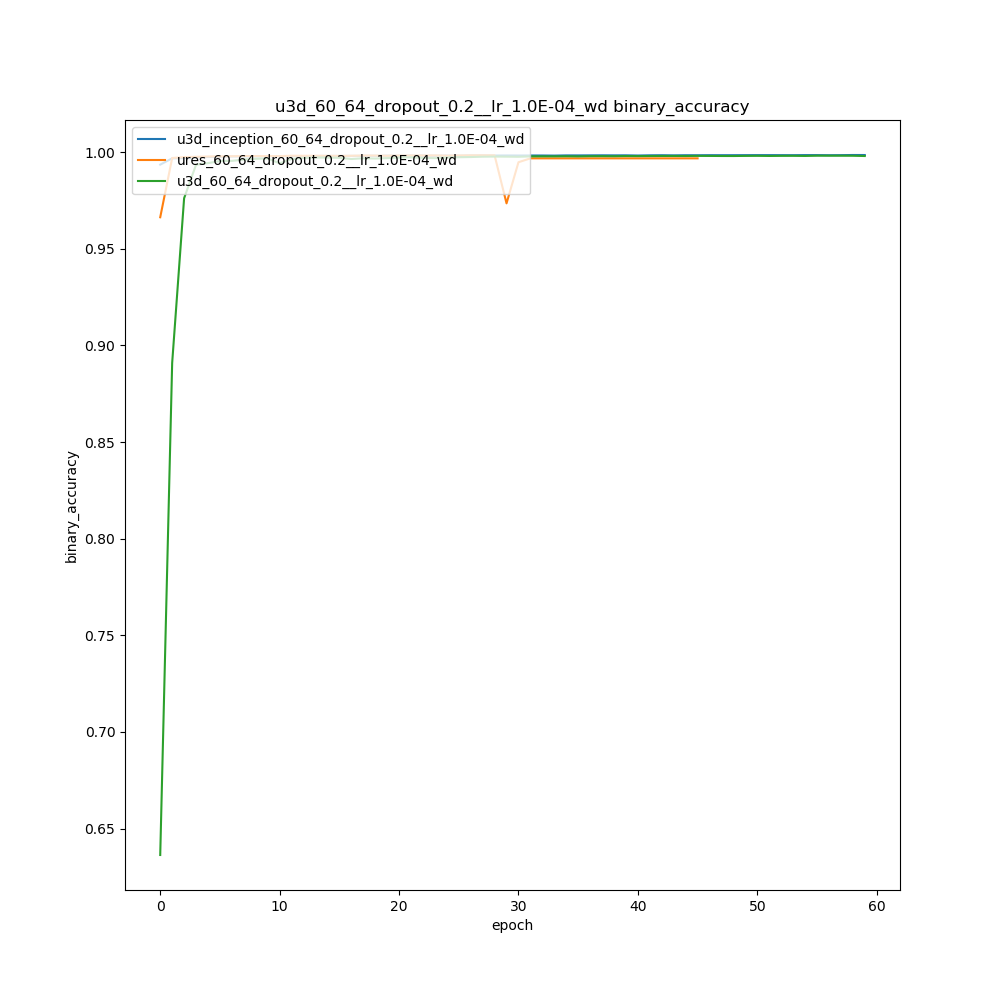 u3d_60_64_dropout_0.2__lr_1.0E-04_wd binary_accuracy
u3d_inception_60_64_dropout_0.2__lr_1.0E-04_wd
ures_60_64_dropout_0.2__lr_1.0E-04_wd
u3d_60_64_dropout_0.2__lr_1.0E-04_wd
1.00
0.95
0.90
0.85
0.80
0.75
0.70
0.65
binary_accuracy
0 10 20 30 40 50 60
epoch